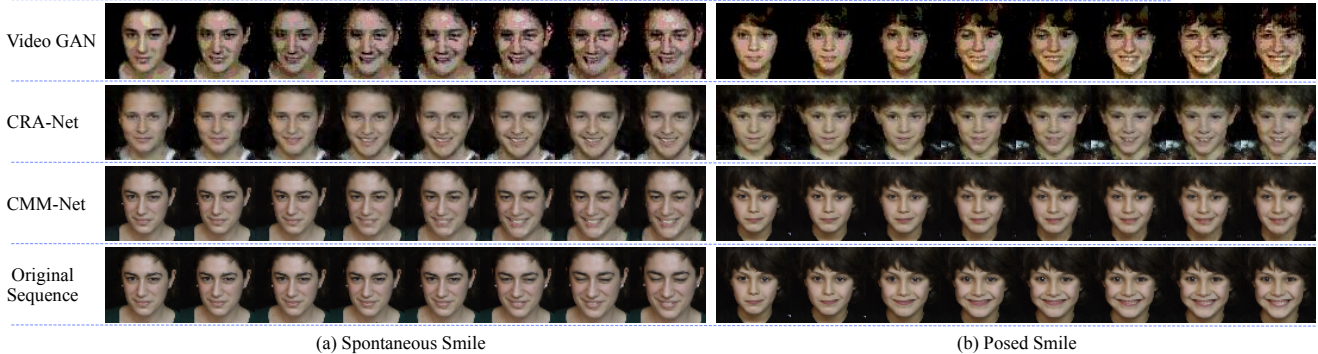 Video GAN
CRA-Net
CMM-Net
Original
Sequence
(a) Spontaneous Smile
(b) Posed Smile